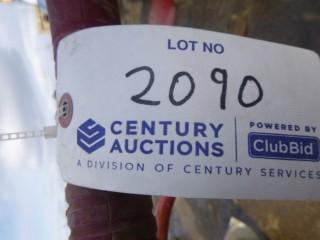 LOT NO
2090
CENTURY AUCTIONS
POWERED BY
ClubBid
A DIVISION OF CENTURY SERVICES